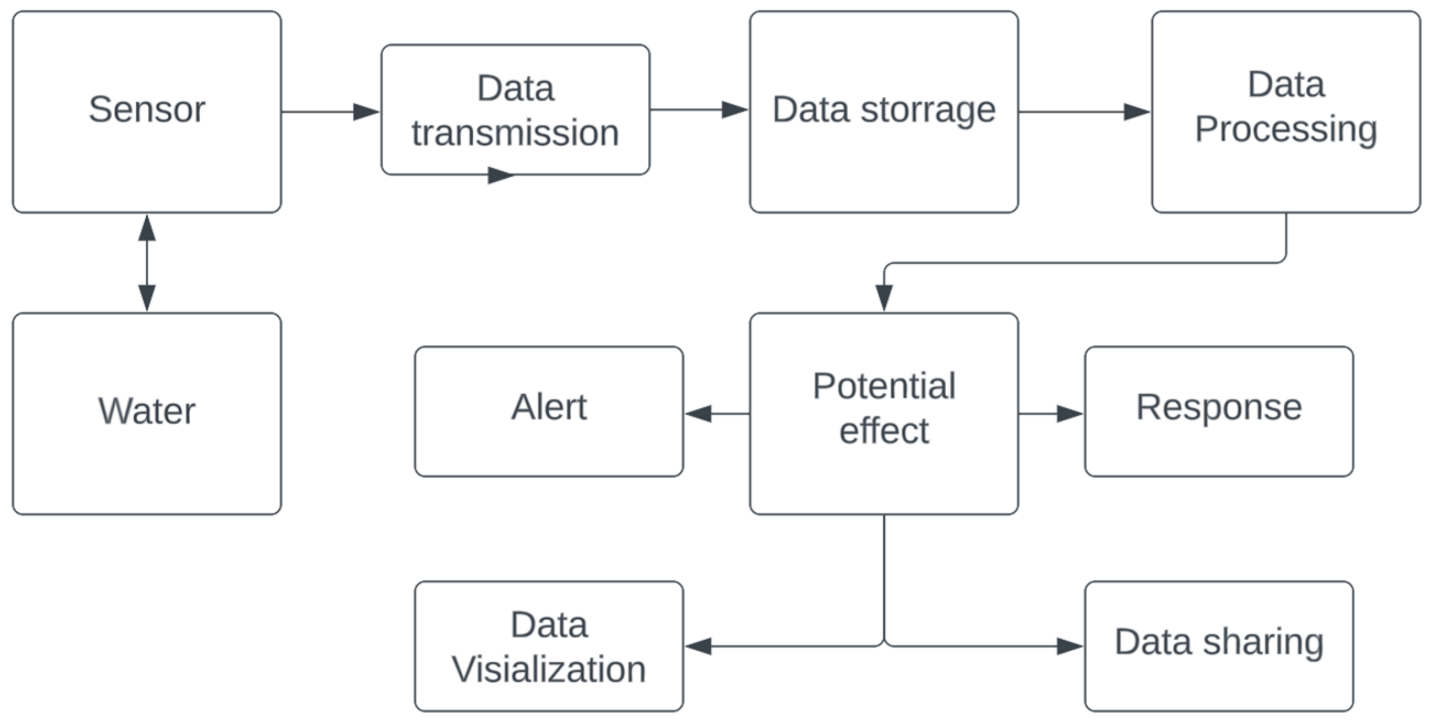 Sensor
Data
transmission
Data storrage
Data
Processing
Water
Alert
Potential
effect
Response
Data
Visialization
Data sharing